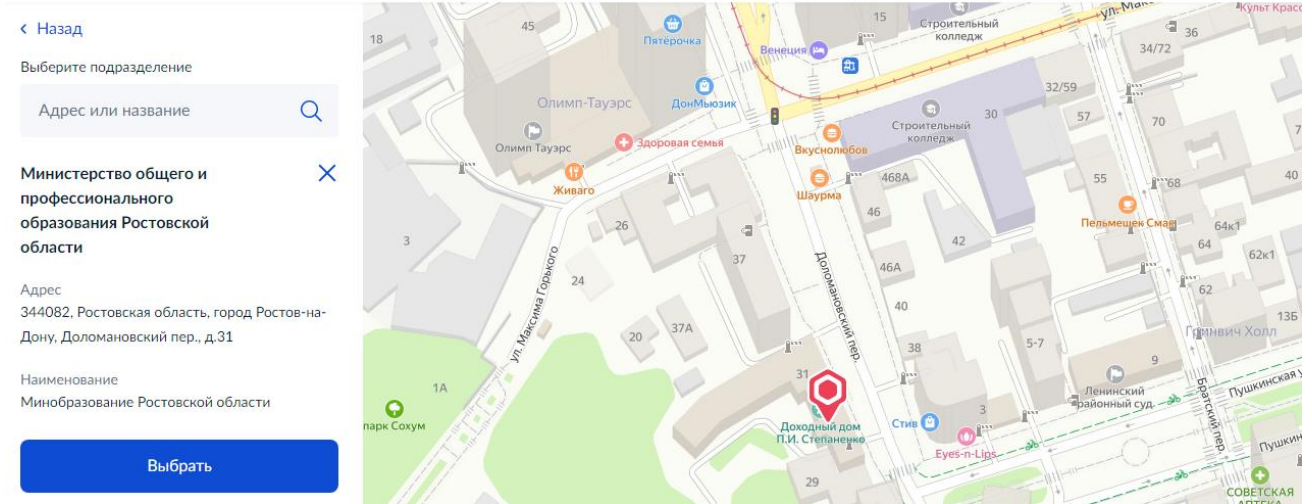 Назад
Выберите подразделение
Адрес или название
Министерство общего и
профессионального
образования Ростовской
области
Адрес
344082, Ростовская область, город Ростов-на-
Дону, Доломановский пер., д.31
Наименование
Минобразование Ростовской области
Выбрать
18
45
Пятёрочка
15
Строительный
колледж
Культ Крас
36
34/72
Венеция
Олимп-Тауэрс
ДонМьюзик
Олимп Тауэрс
Здоровая семья
Живаго
Вкуснолюбов
Шаурма
Строительный
колледж
30
32/59
57
70
7
468А
55
68
40
3
26
46
Пельмешек
64к1
64
62к1
37
42
46А
ул. Максима Горького
24
Доломановский пер.
40
62
13Б
Гринвич Холл
20
37А
38
5-7
9
1А
31
Ленинский
районный суд
Пушкинская
парк Сохум
Доходный дом
П.И. Степаненко
Стив
3
Братский пер.
Eyes-n-Lips
29
СОВЕТСКАЯ
АПТЕКА